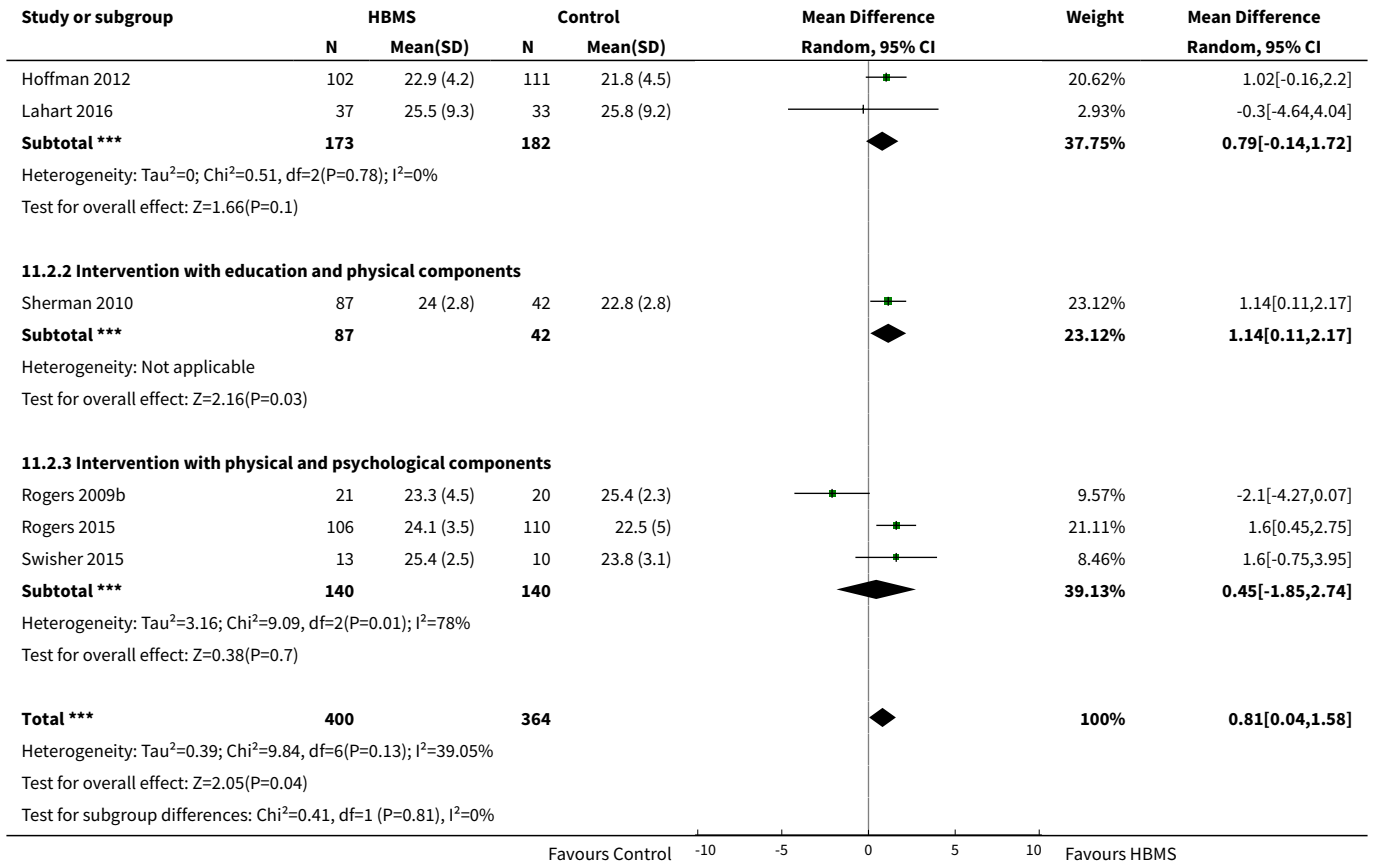 Study or subgroup HBMS Control Mean Difference Weight Mean Difference
N Mean(SD) N Mean(SD) Random, 95% CI Random, 95% CI
Hoffman 2012 102 22.9 (4.2) 111 21.8 (4.5) 20.62% 1.02[-0.16,2.2]
Lahart 2016 37 25.5 (9.3) 33 25.8 (9.2) 2.93% -0.3[-4.64,4.04]
Subtotal *** 173 182 37.75% 0.79[-0.14,1.72]
Heterogeneity: Tau²=0; Chi²=0.51, df=2(P=0.78); I²=0%
Test for overall effect: Z=1.66(P=0.1)
11.2.2 Intervention with education and physical components
Sherman 2010 87 24 (2.8) 42 22.8 (2.8) 23.12% 1.14[0.11,2.17]
Subtotal *** 87 42 23.12% 1.14[0.11,2.17]
Heterogeneity: Not applicable
Test for overall effect: Z=2.16(P=0.03)
11.2.3 Intervention with physical and psychological components
Rogers 2009b 21 23.3 (4.5) 20 25.4 (2.3) 9.57% -2.1[-4.27,0.07]
Rogers 2015 106 24.1 (3.5) 110 22.5 (5) 21.11% 1.6[0.45,2.75]
Swisher 2015 13 25.4 (2.5) 10 23.8 (3.1) 8.46% 1.6[-0.75,3.95]
Subtotal *** 140 140 39.13% 0.45[-1.85,2.74]
Heterogeneity: Tau²=3.16; Chi²=9.09, df=2(P=0.01); I²=78%
Test for overall effect: Z=0.38(P=0.7)
Total *** 400 364 100% 0.81[0.04,1.58]
Heterogeneity: Tau²=0.39; Chi²=9.84, df=6(P=0.13); I²=39.05%
Test for overall effect: Z=2.05(P=0.04)
Test for subgroup differences: Chi²=0.41, df=1 (P=0.81), I²=0%
Favours Control -10 -5 0 5 10 Favours HBMS